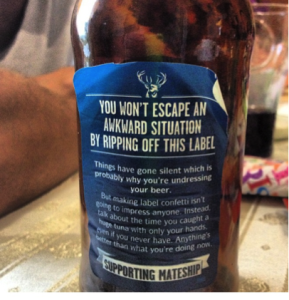 YOU WON'T ESCAPE AN
AWKWARD SITUATION
BY RIPPING OFF THIS LABEL
Things have gone silent which is
probably why you're undressing
your beer.
But making label confetti isn't
going to impress anyone. Instead
talk about the time you caught a
huge tuna with only your hands,
even if you never have. Anything's
better than what you're doing now.
SUPPORTING MATESHIP